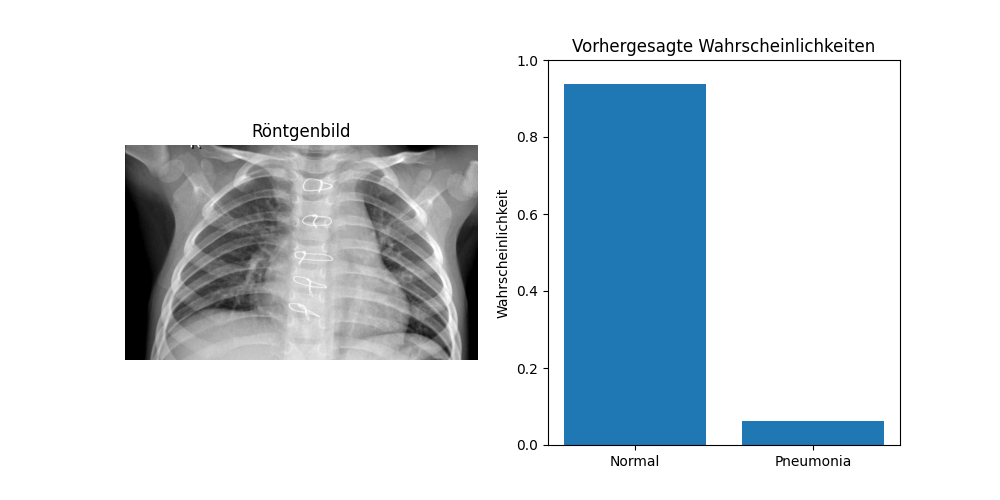 Röntgenbild
Vorhergesagte Wahrscheinlichkeiten
Wahrscheinlichkeit
1.0
0.8
0.6
0.4
0.2
0.0
Normal
Pneumonia